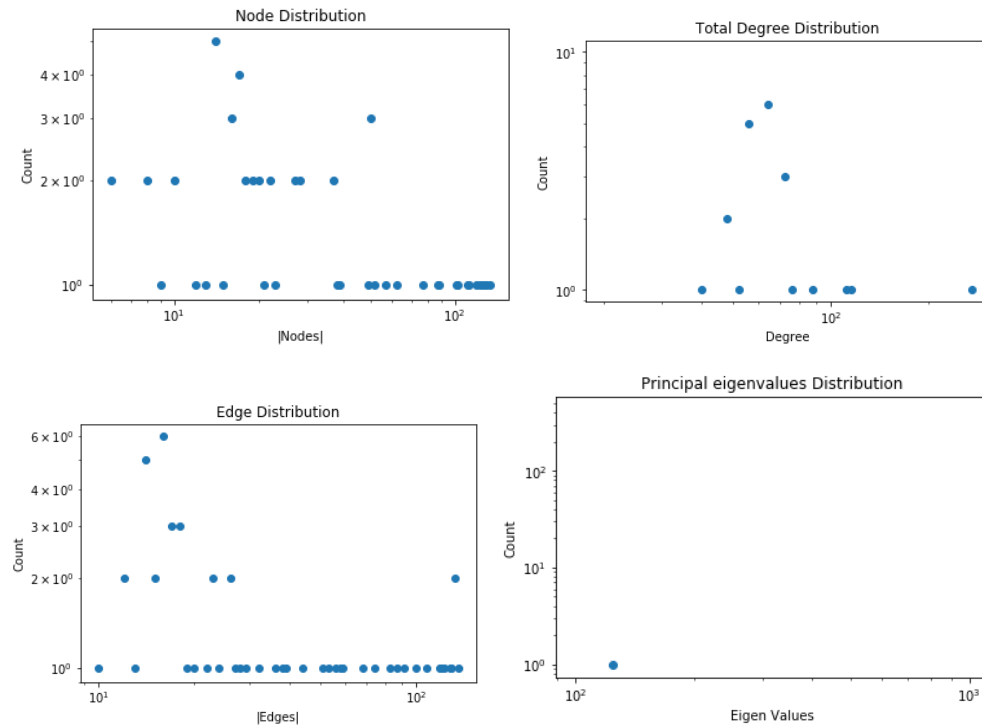 Node Distribution
4 × 10⁰
3 × 10⁰
2 × 10⁰
10⁰
Count
10¹
10²
|Nodes|
Total Degree Distribution
10¹
10⁰
Count
10²
Degree
Edge Distribution
6 × 10⁰
4 × 10⁰
3 × 10⁰
2 × 10⁰
10⁰
Count
10¹
10²
|Edges|
Principal eigenvalues Distribution
10²
10¹
10⁰
Count
10²
10³
Eigen Values